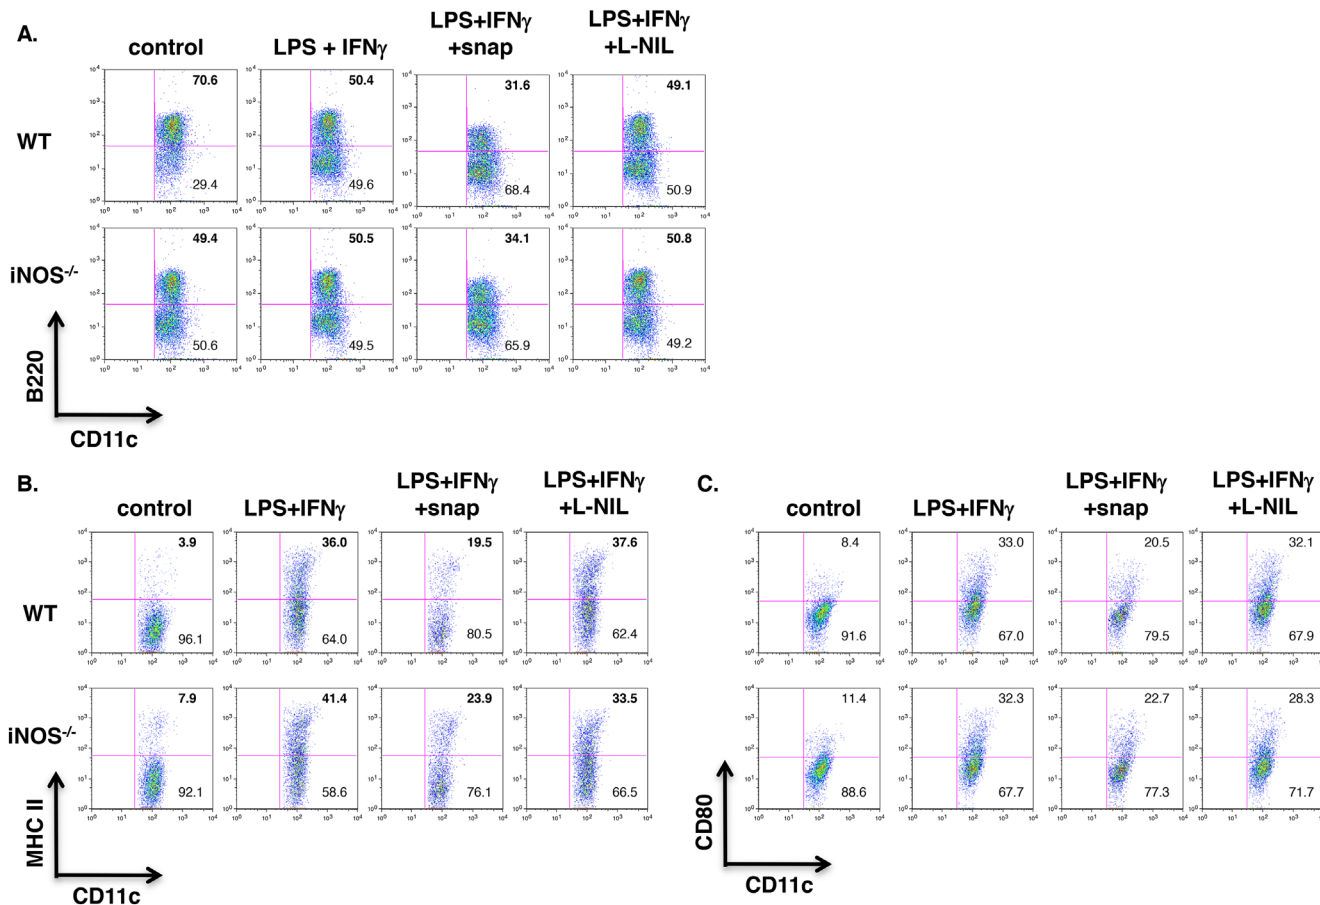 A.
control
LPS + IFNγ
LPS+IFNγ
+snap
LPS+IFNγ
+L-NIL
WT
70.6
29.4
50.4
49.6
31.6
68.4
49.1
50.9
iNOS-/-
49.4
50.6
50.5
49.5
34.1
65.9
50.8
49.2
B220
CD11c
B.
control
LPS+IFNγ
LPS+IFNγ
+snap
LPS+IFNγ
+L-NIL
WT
3.9
96.1
36.0
64.0
19.5
80.5
37.6
62.4
iNOS-/-
7.9
92.1
41.4
58.6
23.9
76.1
33.5
66.5
MHC II
CD11c
C.
control
LPS+IFNγ
LPS+IFNγ
+snap
LPS+IFNγ
+L-NIL
8.4
91.6
33.0
67.0
20.5
79.5
32.1
67.9
11.4
88.6
32.3
67.7
22.7
77.3
28.3
71.7
CD80
CD11c